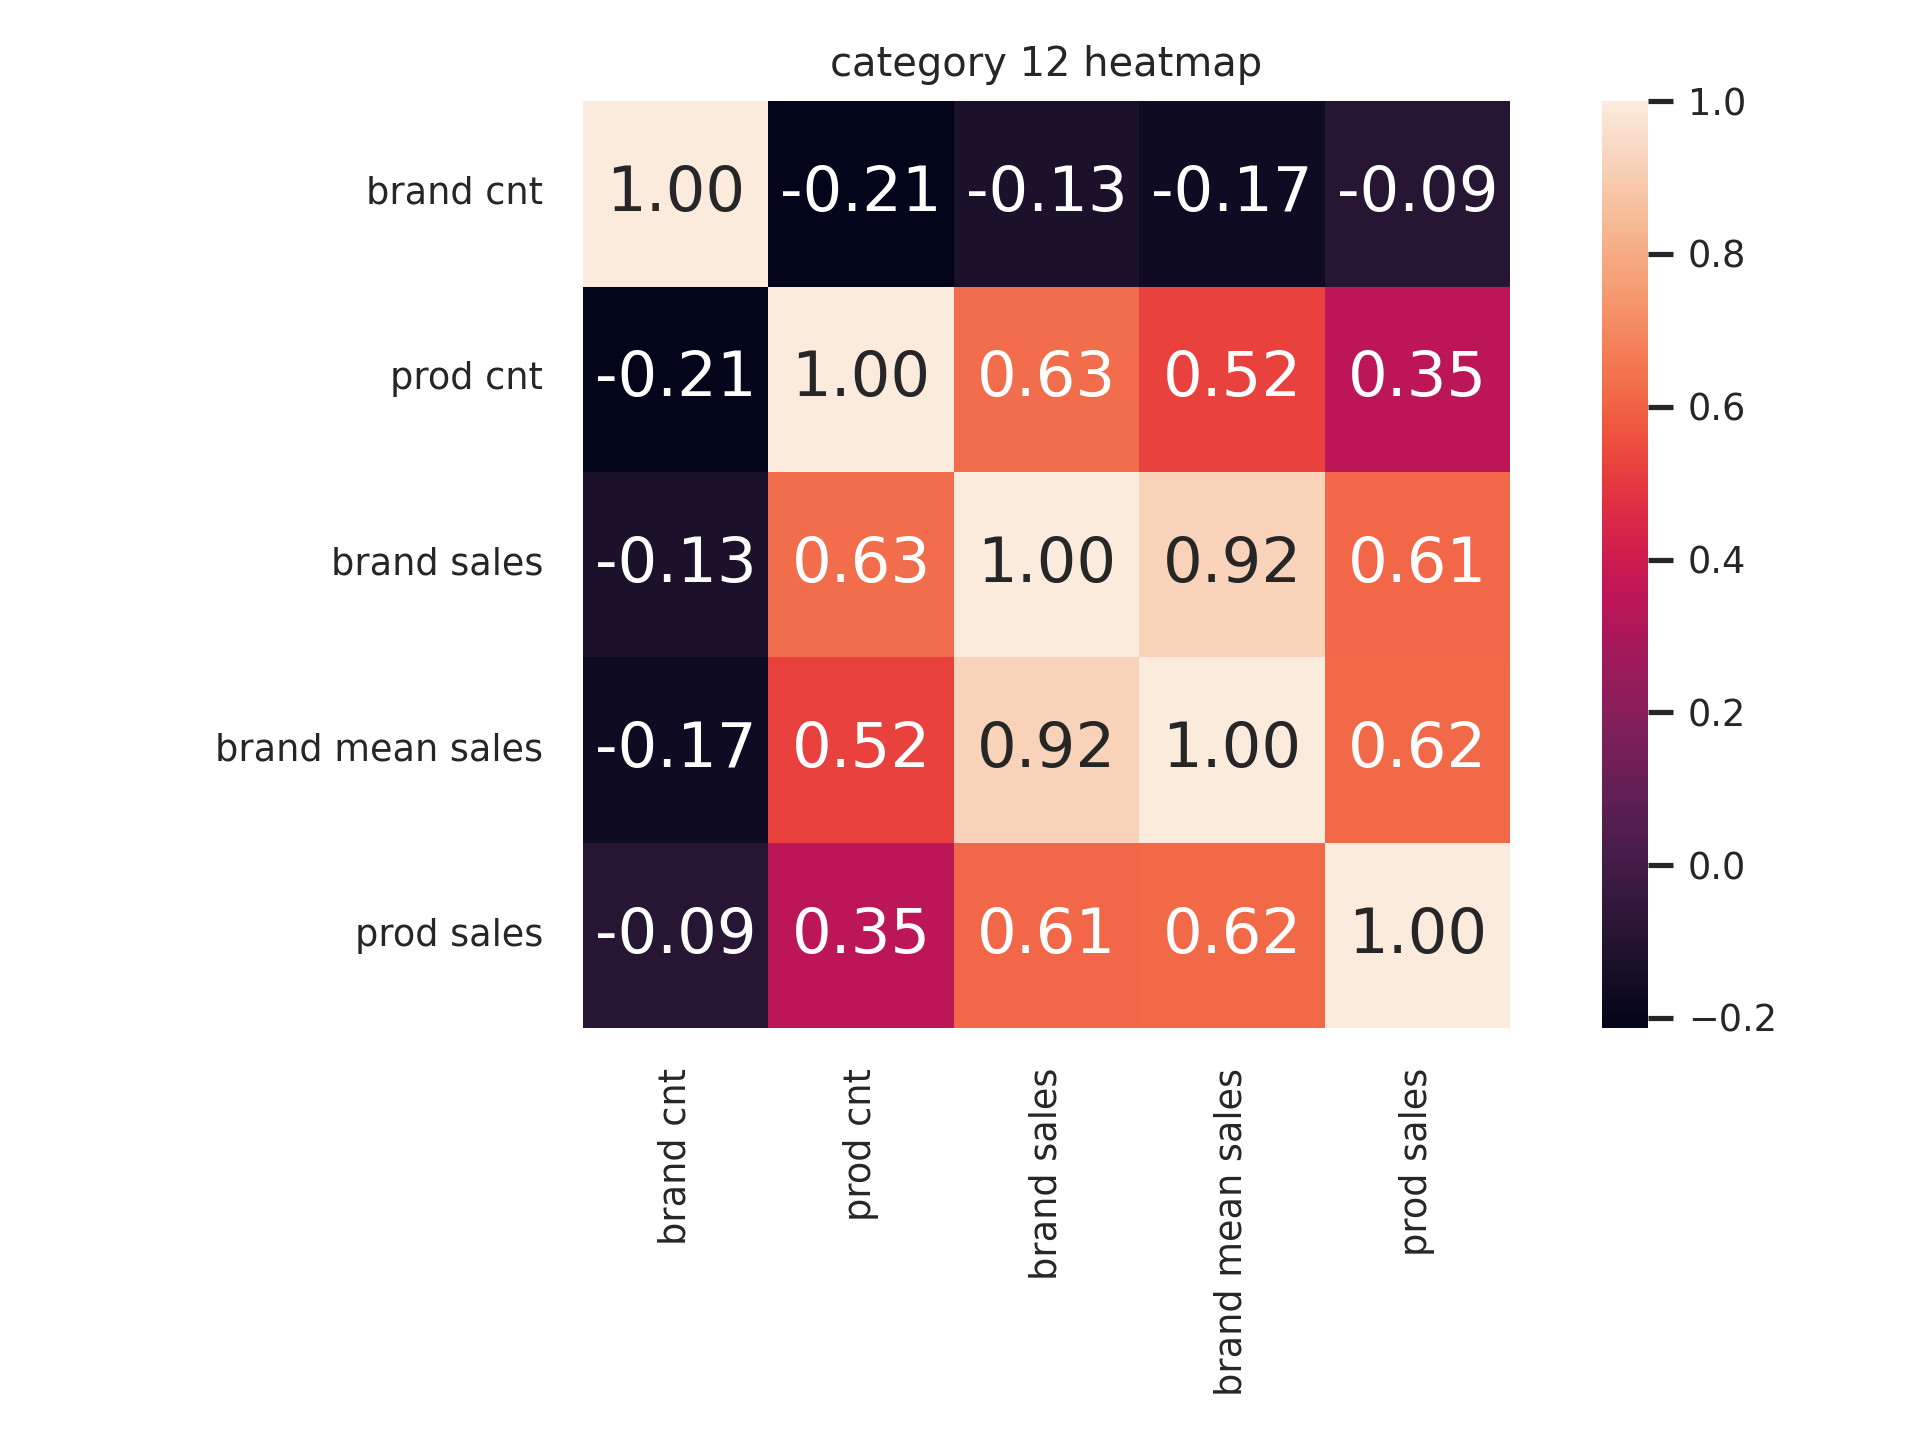 category 12 heatmap
brand cnt 1.00 -0.21 -0.13 -0.17 -0.09
prod cnt -0.21 1.00 0.63 0.52 0.35
brand sales -0.13 0.63 1.00 0.92 0.61
brand mean sales -0.17 0.52 0.92 1.00 0.62
prod sales -0.09 0.35 0.61 0.62 1.00
brand cnt
prod cnt
brand sales
brand mean sales
prod sales
1.0
0.8
0.6
0.4
0.2
0.0
−0.2